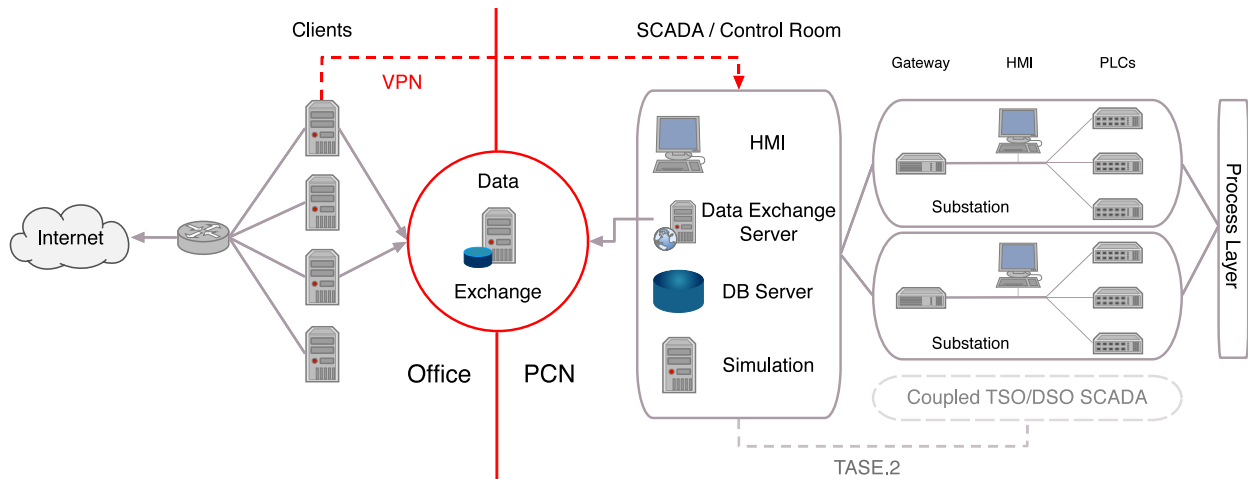 Clients
SCADA / Control Room
VPN
Gateway
HMI
PLCs
Internet
Data
Exchange
Office
PCN
HMI
Data Exchange
Server
DB Server
Simulation
Substation
Substation
Process Layer
Coupled TSO/DSO SCADA
TASE.2